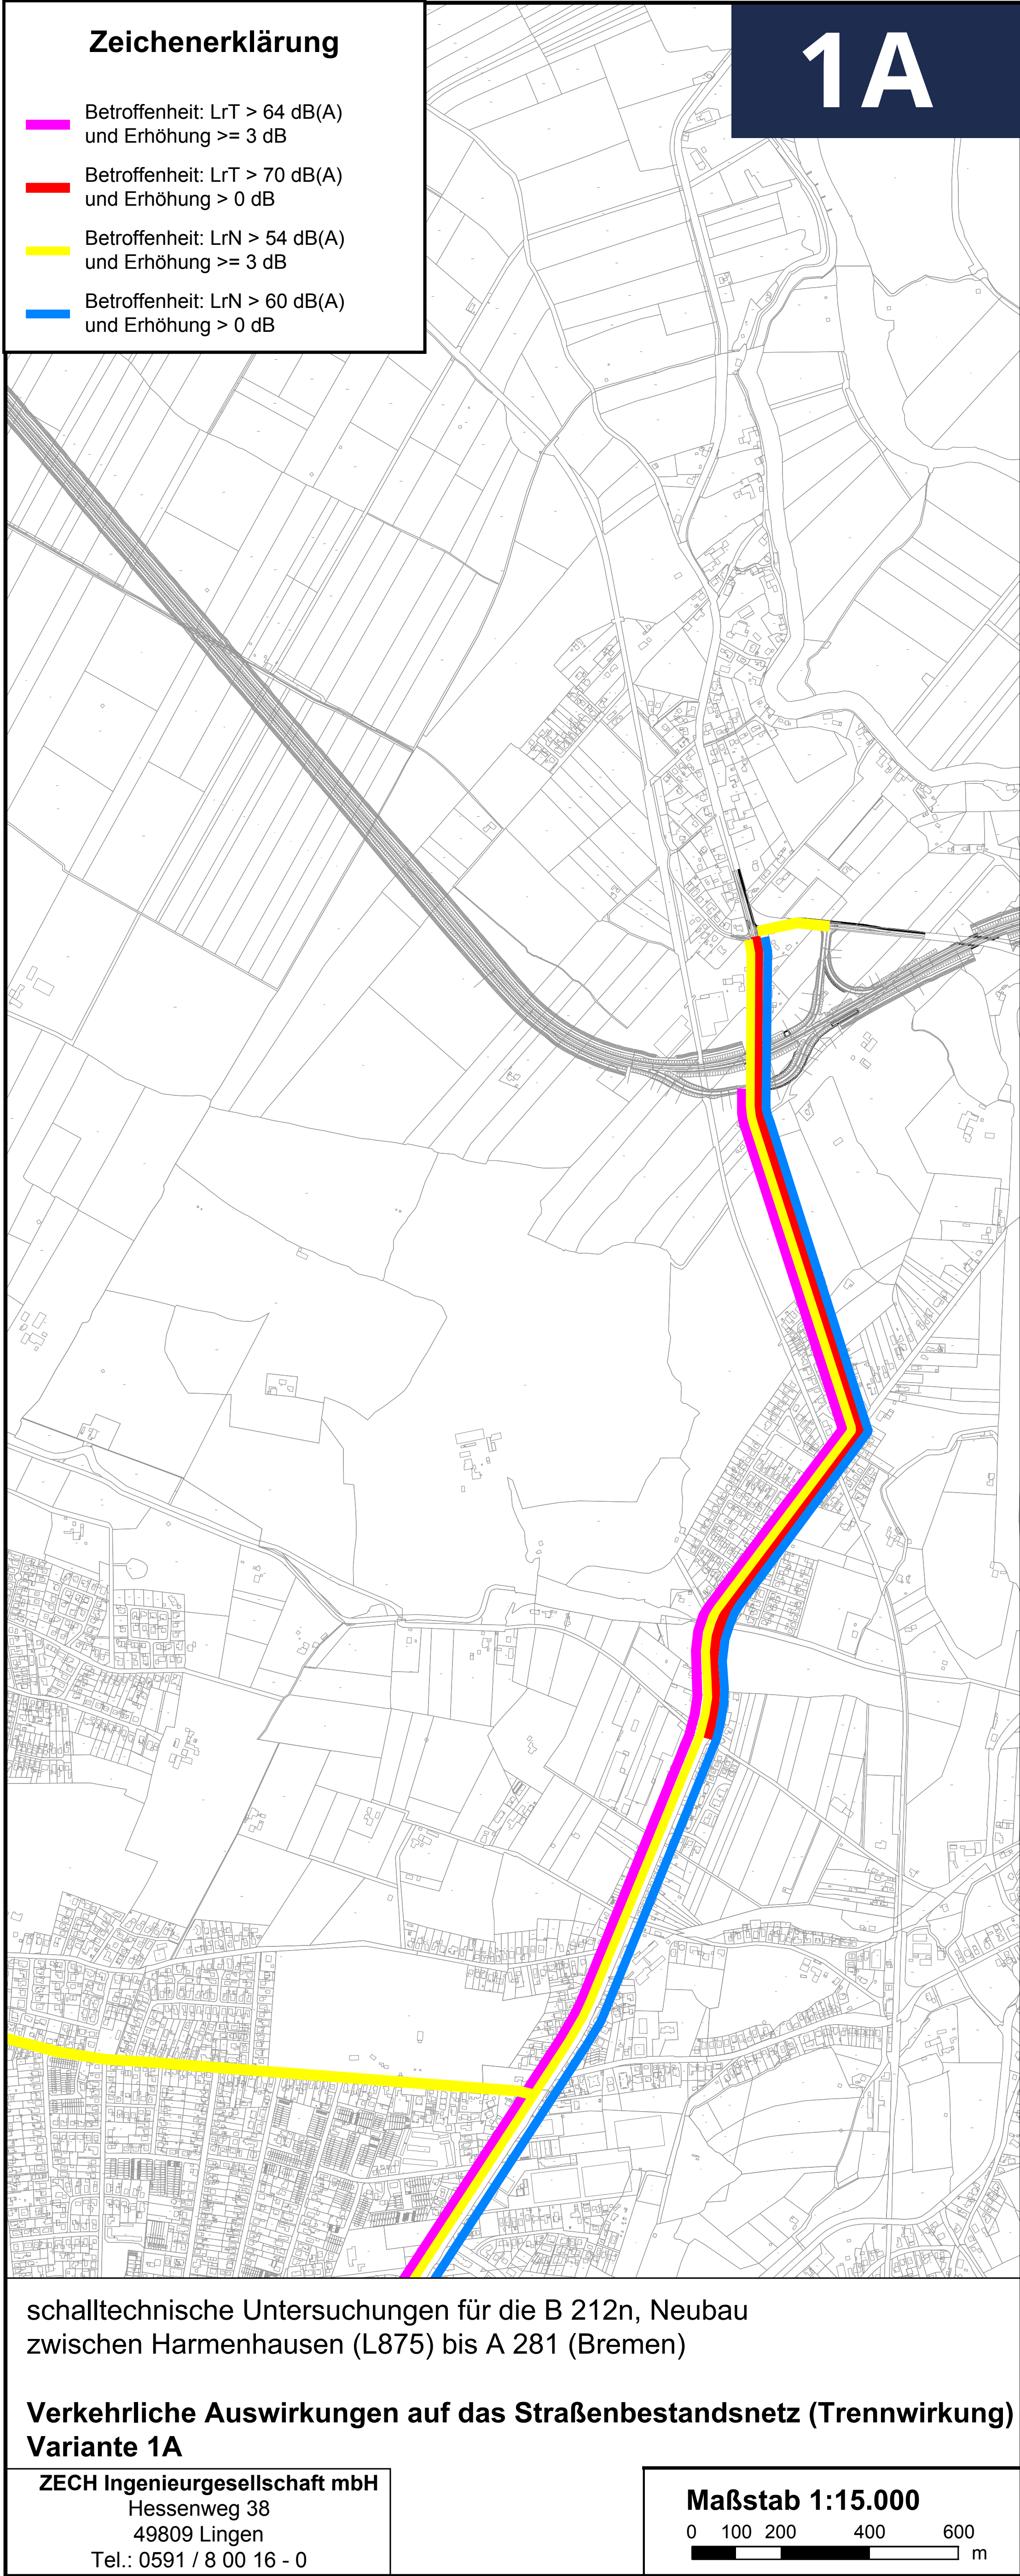 Zeichenerklärung
Betroffenheit: LrT > 64 dB(A)
und Erhöhung >= 3 dB
Betroffenheit: LrT > 70 dB(A)
und Erhöhung > 0 dB
Betroffenheit: LrN > 54 dB(A)
und Erhöhung >= 3 dB
Betroffenheit: LrN > 60 dB(A)
und Erhöhung > 0 dB
1A
schalltechnische Untersuchungen für die B 212n, Neubau
zwischen Harmenhausen (L875) bis A 281 (Bremen)
Verkehrliche Auswirkungen auf das Straßenbestandsnetz (Trennwirkung)
Variante 1A
ZECH Ingenieurgesellschaft mbH
Hessenweg 38
49809 Lingen
Tel.: 0591 / 8 00 16 - 0
Maßstab 1:15.000
0 100 200 400 600
m